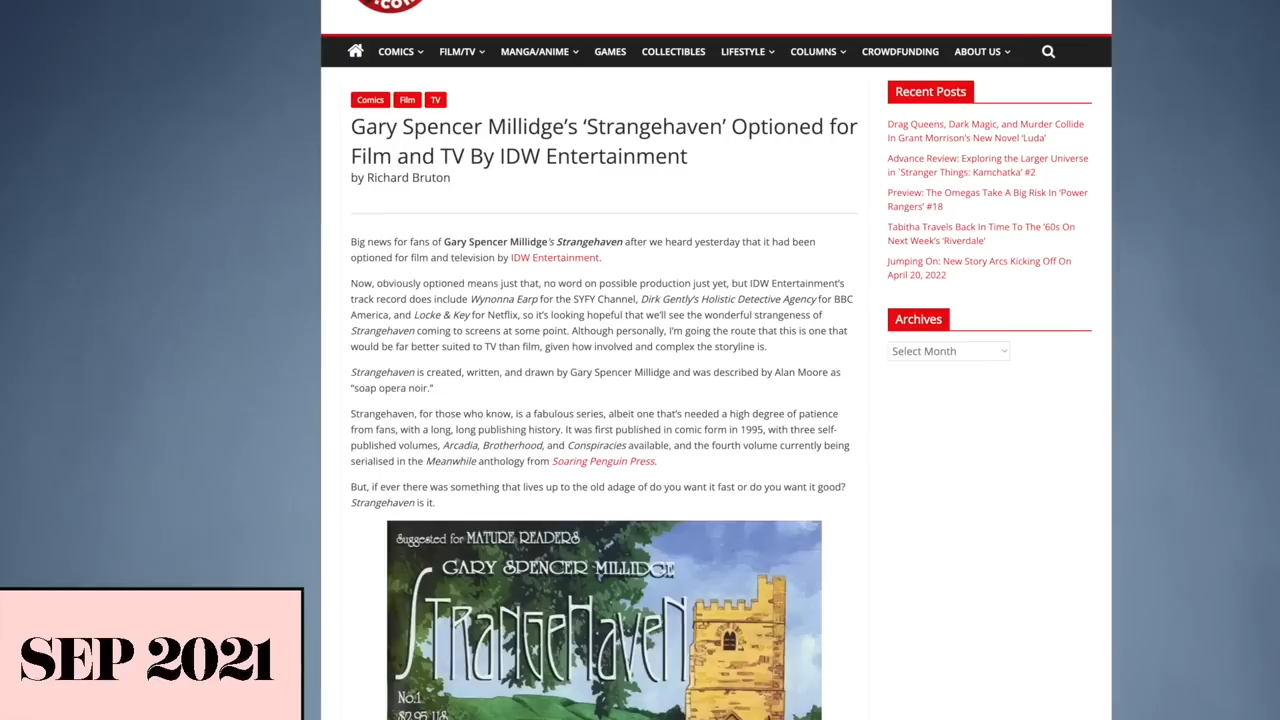 .COM
COMICS
FILM/TV
MANGA/ANIME
GAMES
COLLECTIBLES
LIFESTYLE
COLUMNS
CROWDFUNDING
ABOUT US
Comics
Film
TV
Gary Spencer Millidge’s ‘Strangehaven’ Optioned for
Film and TV By IDW Entertainment
by Richard Bruton
Big news for fans of Gary Spencer Millidge’s Strangehaven after we heard yesterday that it had been
optioned for film and television by IDW Entertainment.
Now, obviously optioned means just that, no word on possible production just yet, but IDW Entertainment’s
track record does include Wynonna Earp for the SYFY Channel, Dirk Gently’s Holistic Detective Agency for BBC
America, and Locke & Key for Netflix, so it’s looking hopeful that we’ll see the wonderful strangeness of
Strangehaven coming to screens at some point. Although personally, I’m going the route that this is one that
would be far better suited to TV than film, given how involved and complex the storyline is.
Strangehaven is created, written, and drawn by Gary Spencer Millidge and was described by Alan Moore as
“soap opera noir.”
Strangehaven, for those who know, is a fabulous series, albeit one that’s needed a high degree of patience
from fans, with a long, long publishing history. It was first published in comic form in 1995, with three self-
published volumes, Arcadia, Brotherhood, and Conspiracies available, and the fourth volume currently being
serialised in the Meanwhile anthology from Soaring Penguin Press.
But, if ever there was something that lives up to the old adage of do you want it fast or do you want it good?
Strangehaven is it.
Suggested for MATURE READERS
GARY SPENCER MILLIDGE
STRANGEHAVEN
No.1
$2.95 U.S
Recent Posts
Drag Queens, Dark Magic, and Murder Collide
In Grant Morrison’s New Novel ‘Luda’
Advance Review: Exploring the Larger Universe
in `Stranger Things: Kamchatka’ #2
Preview: The Omegas Take A Big Risk In ‘Power
Rangers’ #18
Tabitha Travels Back In Time To The ’60s On
Next Week’s ‘Riverdale’
Jumping On: New Story Arcs Kicking Off On
April 20, 2022
Archives
Select Month
SEP 2021